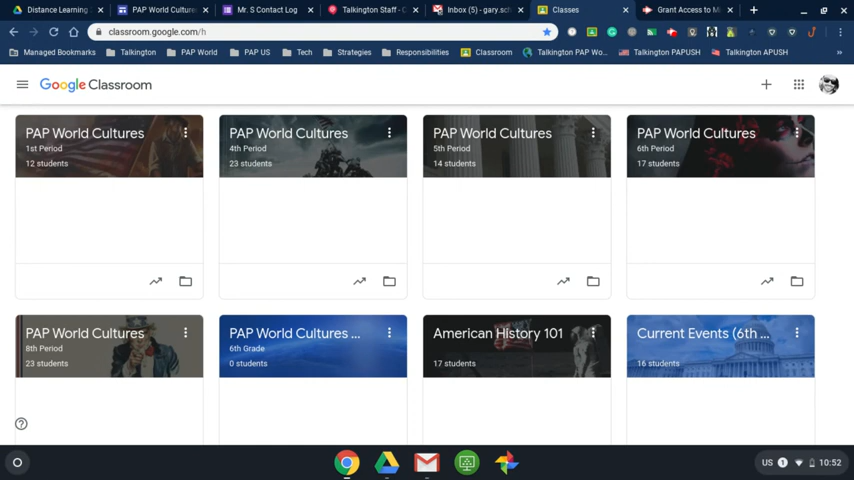 Distance Learning
PAP World Cultures
Mr. S Contact Log
Talkington Staff - C
Inbox (5) - gary.sch
Classes
Grant Access to Mi
classroom.google.com/h
Managed Bookmarks
Talkington
PAP World
PAP US
Tech
Strategies
Responsibilities
Classroom
Talkington PAP Wo...
Talkington PAPUSH
Talkington APUSH
Google Classroom
PAP World Cultures
1st Period
12 students
PAP World Cultures
4th Period
23 students
PAP World Cultures
5th Period
14 students
PAP World Cultures
6th Period
17 students
PAP World Cultures
8th Period
23 students
PAP World Cultures ...
6th Grade
0 students
American History 101
17 students
Current Events (6th ...
16 students
US
1
10:52